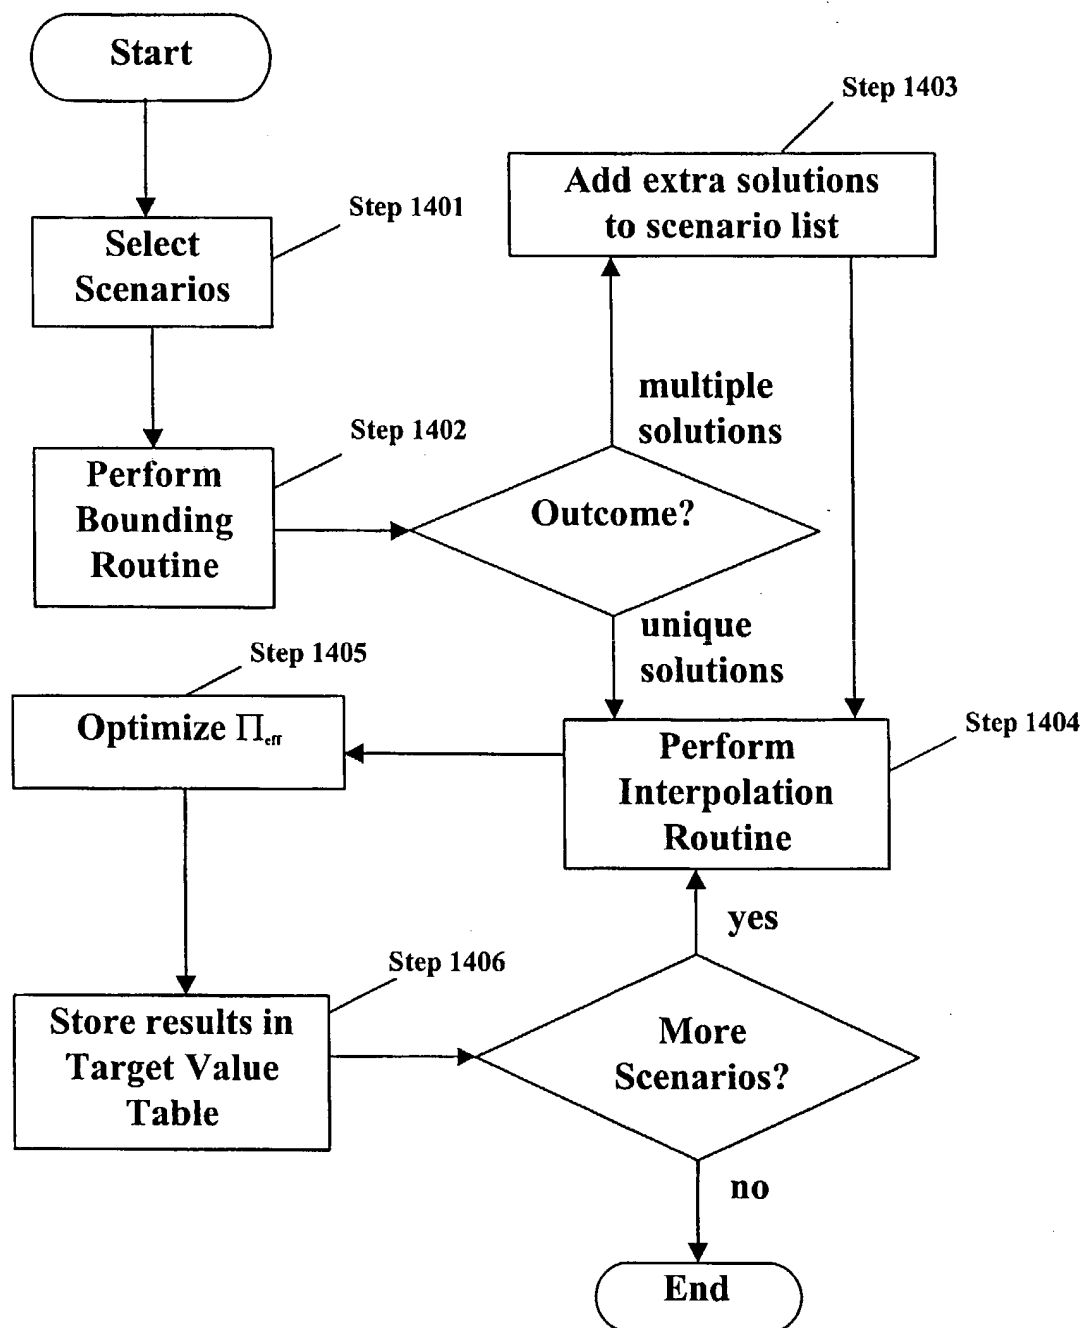 Start
Step 1401
Select
Scenarios
Step 1402
Perform
Bounding
Routine
Outcome?
multiple
solutions
Step 1403
Add extra solutions
to scenario list
unique
solutions
Step 1404
Perform
Interpolation
Routine
Step 1405
Optimize Π_eff
Step 1406
Store results in
Target Value
Table
More
Scenarios?
yes
no
End